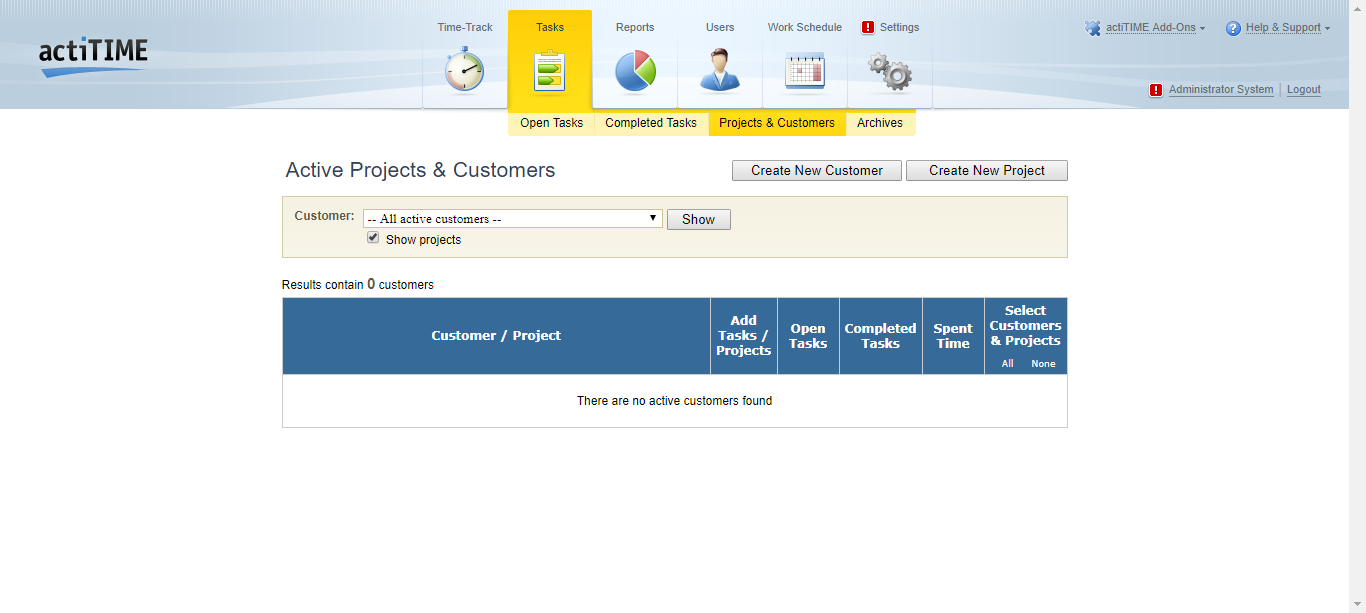 actiTIME
Time-Track
Tasks
Reports
Users
Work Schedule
! Settings
actiTIME Add-Ons
? Help & Support
! Administrator System
Logout
Open Tasks
Completed Tasks
Projects & Customers
Archives
Active Projects & Customers
Create New Customer
Create New Project
Customer:
-- All active customers --
Show
Show projects
Results contain 0 customers
Customer / Project
Add
Tasks /
Projects
Open
Tasks
Completed
Tasks
Spent
Time
Select
Customers
& Projects
All None
There are no active customers found